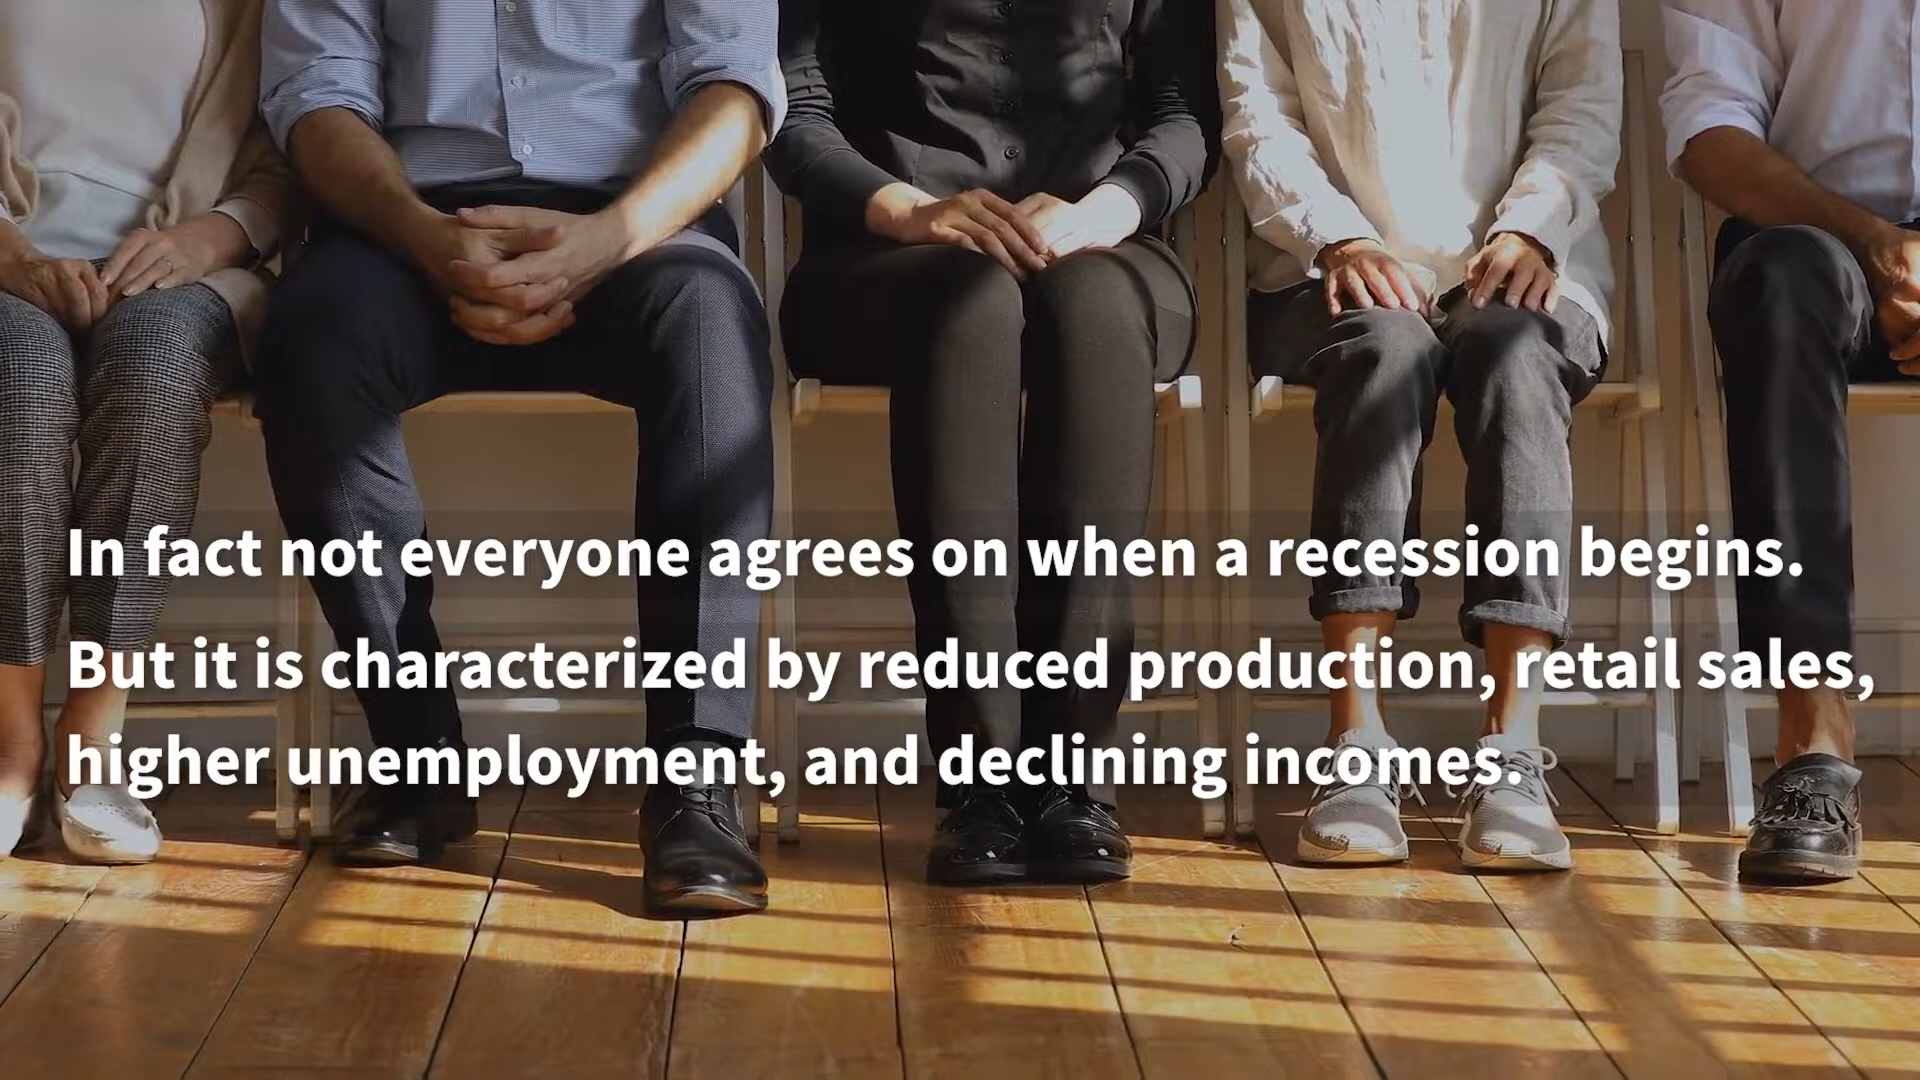 In fact not everyone agrees on when a recession begins.
But it is characterized by reduced production, retail sales,
higher unemployment, and declining incomes.